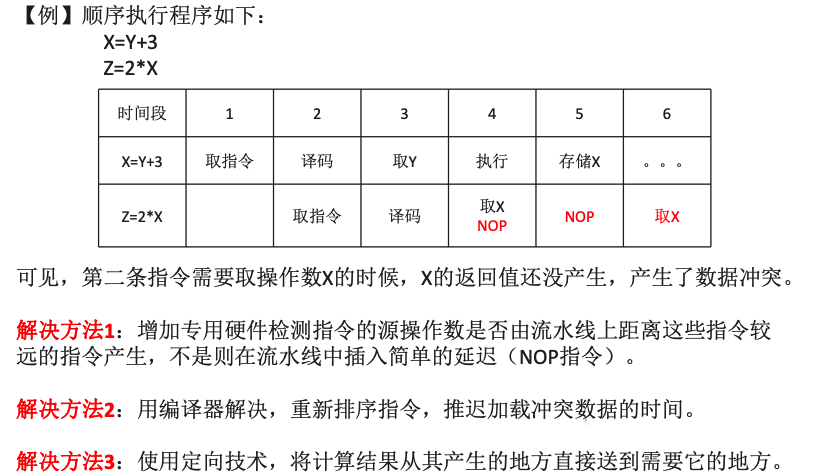 【例】顺序执行程序如下：
X=Y+3
Z=2*X
时间段 1 2 3 4 5 6
X=Y+3 取指令 译码 取Y 执行 存储X 。。。
Z=2*X 取指令 译码 取X NOP NOP 取X
可见，第二条指令需要取操作数X的时候，X的返回值还没产生，产生了数据冲突。
解决方法1：增加专用硬件检测指令的源操作数是否由流水线上距离这些指令较
远的指令产生，不是则在流水线中插入简单的延迟（NOP指令）。
解决方法2：用编译器解决，重新排序指令，推迟加载冲突数据的时间。
解决方法3：使用定向技术，将计算结果从其产生的地方直接送到需要它的地方。